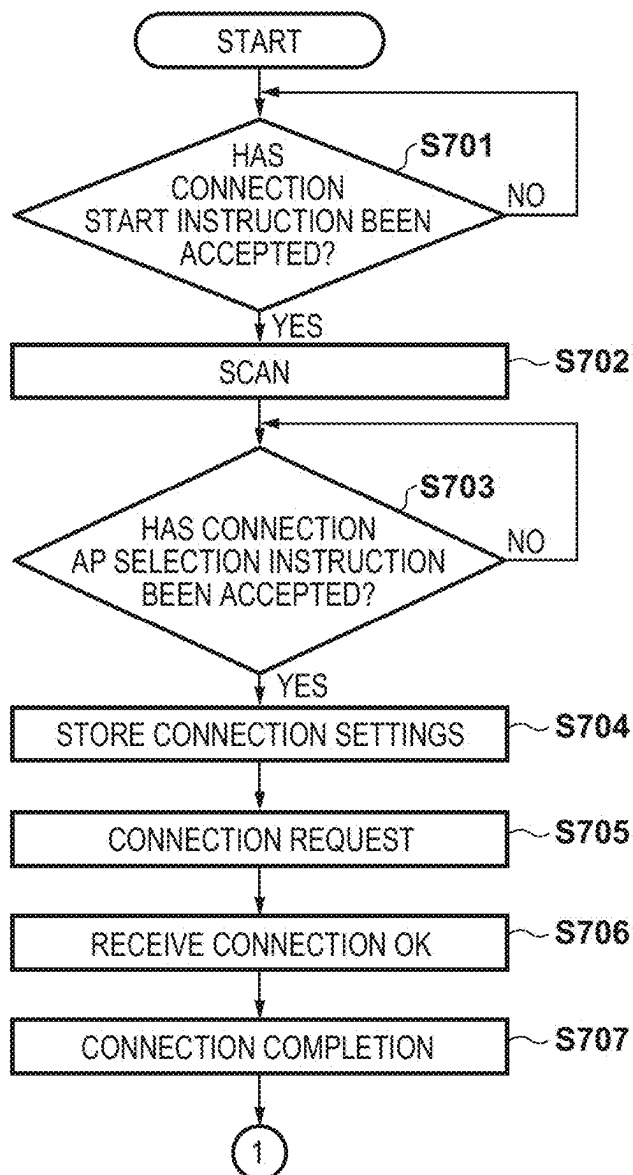 START
S701
HAS
CONNECTION
START INSTRUCTION BEEN
ACCEPTED?
NO
YES
SCAN
S702
S703
HAS CONNECTION
AP SELECTION INSTRUCTION
BEEN ACCEPTED?
NO
YES
STORE CONNECTION SETTINGS
S704
CONNECTION REQUEST
S705
RECEIVE CONNECTION OK
S706
CONNECTION COMPLETION
S707
1